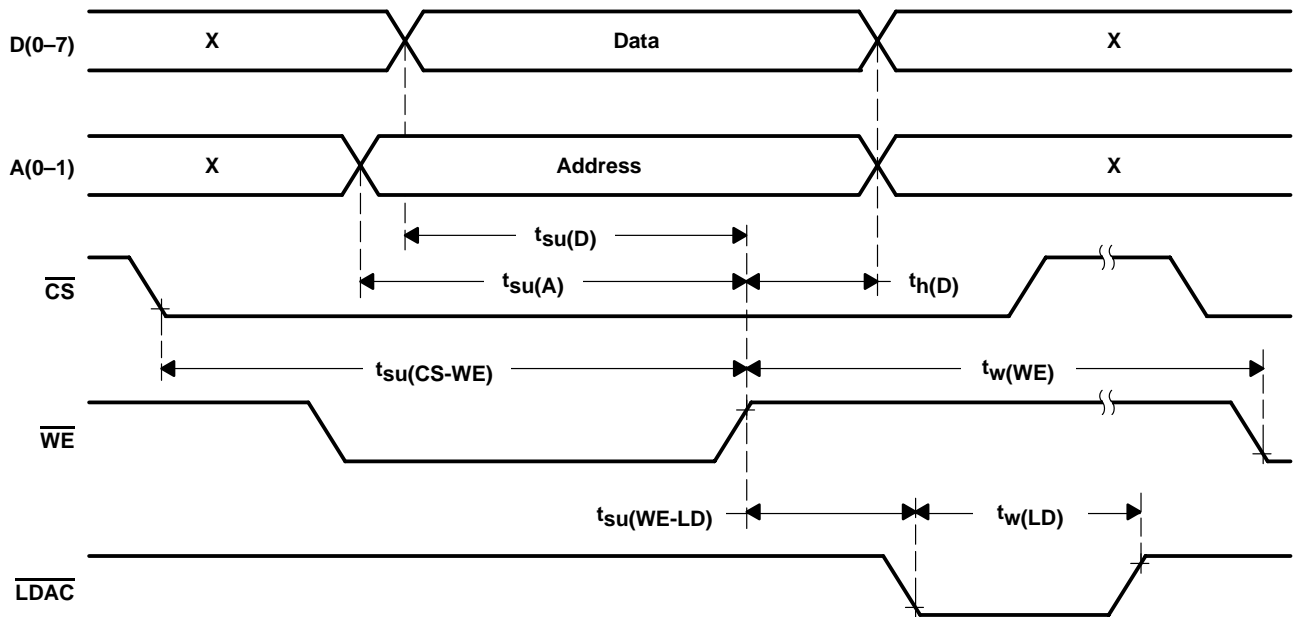 D(0–7) X Data X
A(0–1) X Address X
tsu(D)
CS tsu(A) th(D)
tsu(CS-WE) tw(WE)
WE
tsu(WE-LD) tw(LD)
LDAC